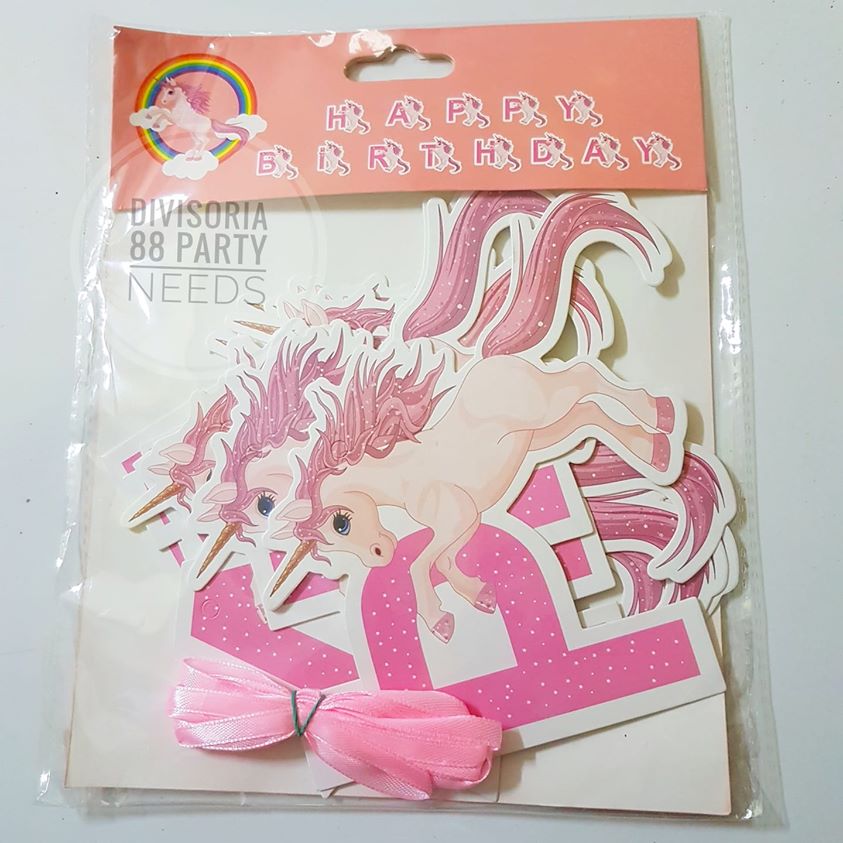 HAPPY
BiRTHDAY
DIVISORIA
88 PARTY
NEEDS
P